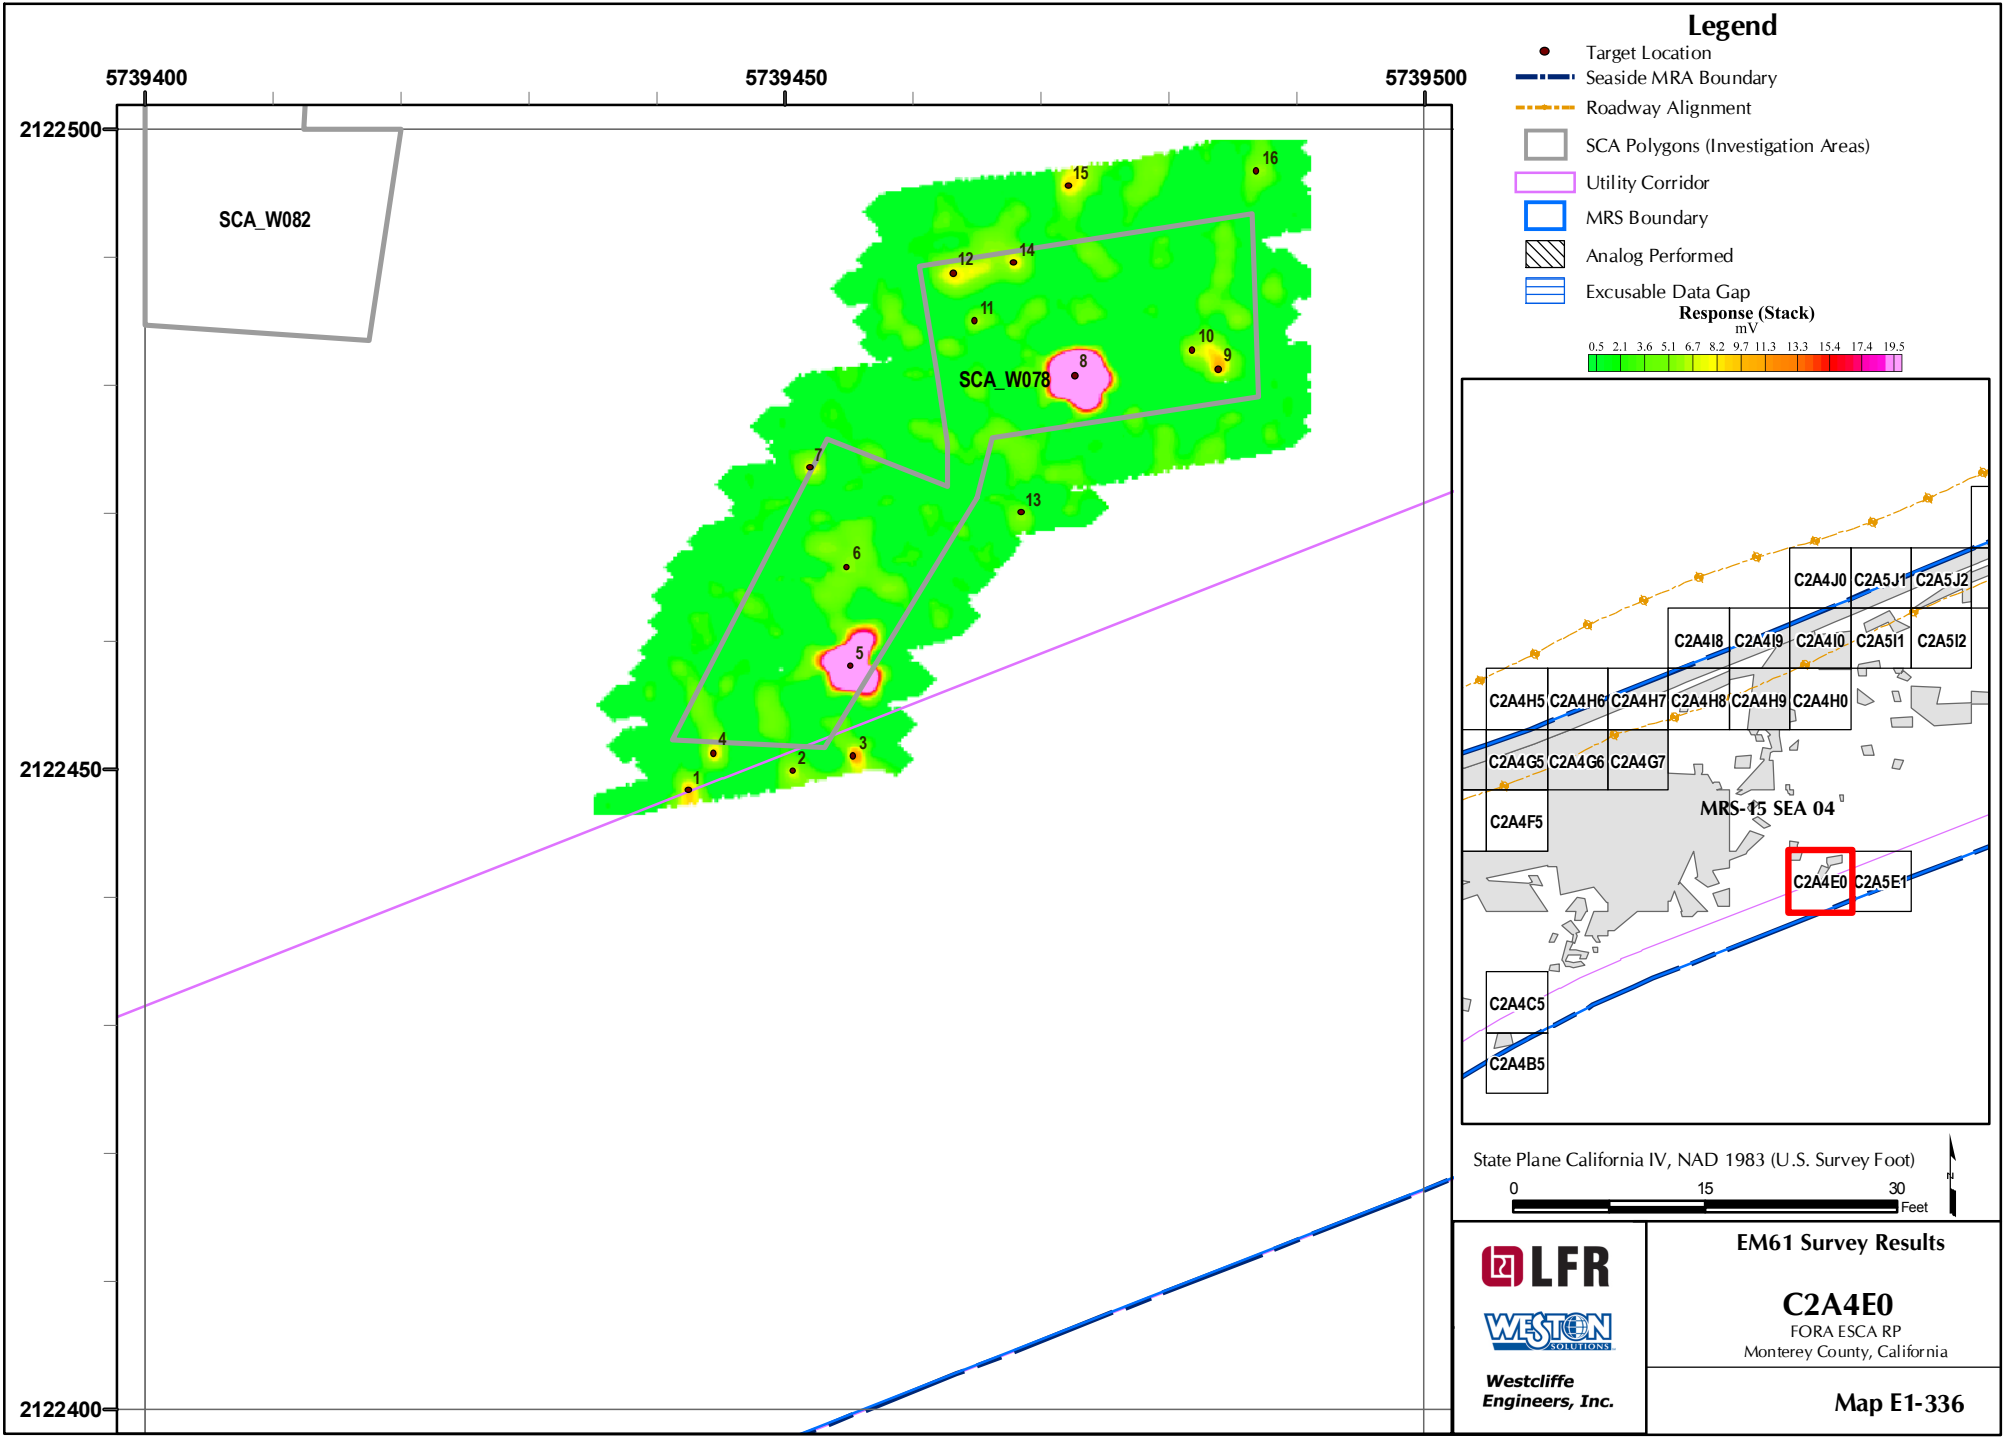 Legend
Target Location
Seaside MRA Boundary
Roadway Alignment
SCA Polygons (Investigation Areas)
Utility Corridor
MRS Boundary
Analog Performed
Excusable Data Gap
Response (Stack)
mV
0.5 2.1 3.6 5.1 6.7 8.2 9.7 11.3 13.3 15.4 17.4 19.5
5739400 5739450 5739500
2122500
2122450
2122400
SCA_W082
SCA_W078
16
15
14
12
11
10
9
8
7
13
6
5
4
3
2
1
C2A4J0 C2A5J1 C2A5J2
C2A4I8 C2A4I9 C2A4I0 C2A5I1 C2A5I2
C2A4H5 C2A4H6 C2A4H7 C2A4H8 C2A4H9 C2A4H0
C2A4G5 C2A4G6 C2A4G7
MRS-15 SEA 04
C2A4F5
C2A4E0 C2A5E1
C2A4C5
C2A4B5
State Plane California IV, NAD 1983 (U.S. Survey Foot)
0 15 30
Feet
N
LFR
WESTON
SOLUTIONS
Westcliffe
Engineers, Inc.
EM61 Survey Results
C2A4E0
FORA ESCA RP
Monterey County, California
Map E1-336